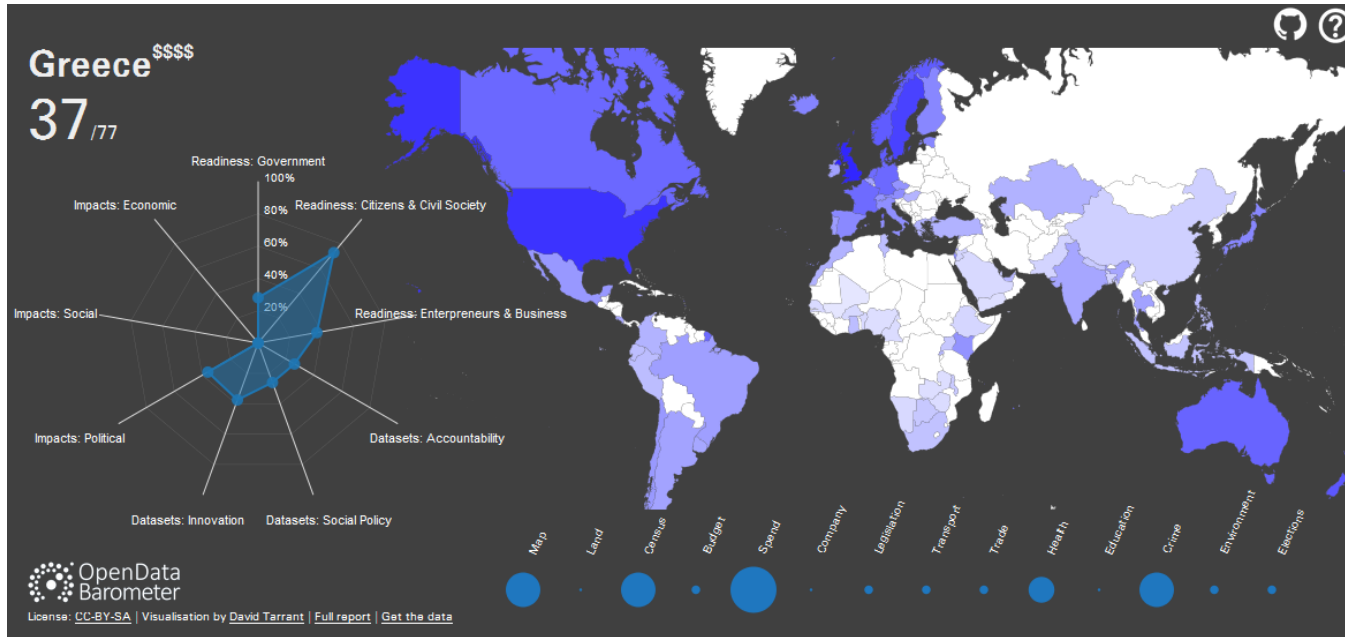 Greece$$$$
37/77
Readiness: Government
100%
Impacts: Economic
Readiness: Citizens & Civil Society
80%
60%
40%
20%
Impacts: Social
Readiness: Enterpreneurs & Business
Impacts: Political
Datasets: Accountability
Datasets: Innovation
Datasets: Social Policy
Map
Land
Census
Budget
Spend
Company
Legislation
Transport
Trade
Health
Education
Crime
Environment
Elections
OpenData
Barometer
License: CC-BY-SA | Visualisation by David Tarrant | Full report | Get the data